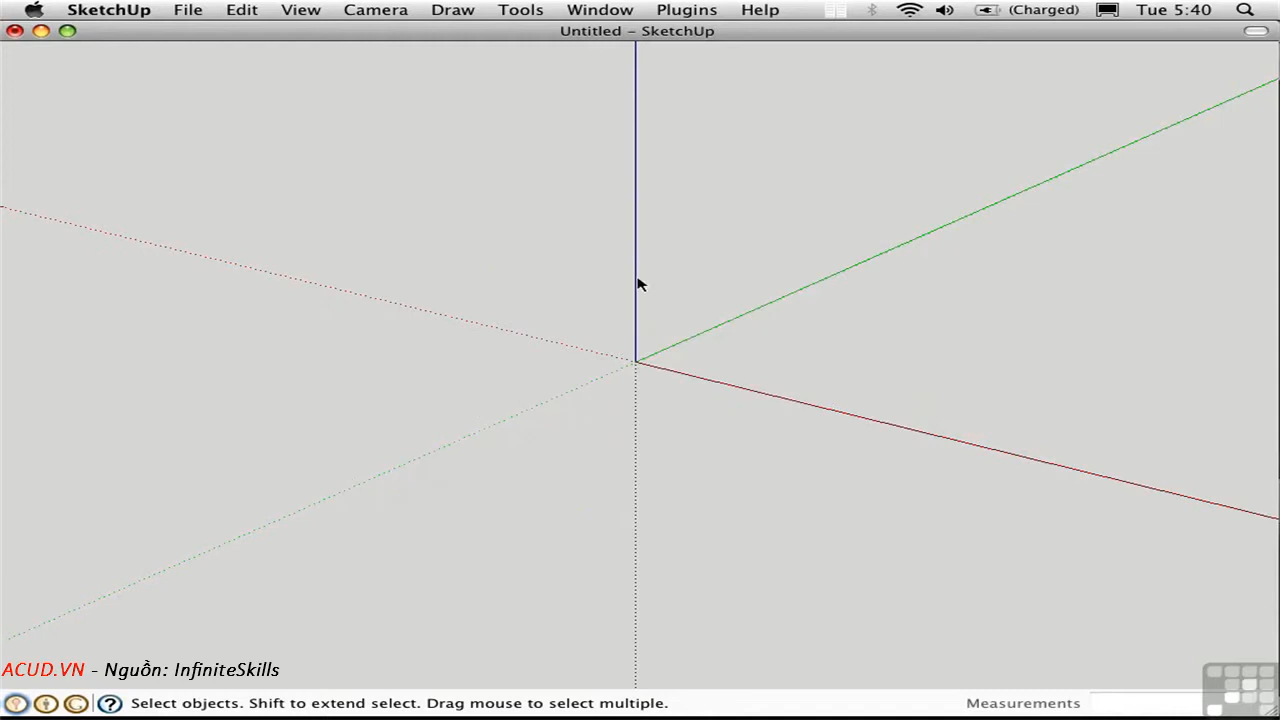 SketchUp File Edit View Camera Draw Tools Window Plugins Help (Charged) Tue 5:40
Untitled – SketchUp
ACUD.VN - Nguồn: InfiniteSkills
Select objects. Shift to extend select. Drag mouse to select multiple. Measurements